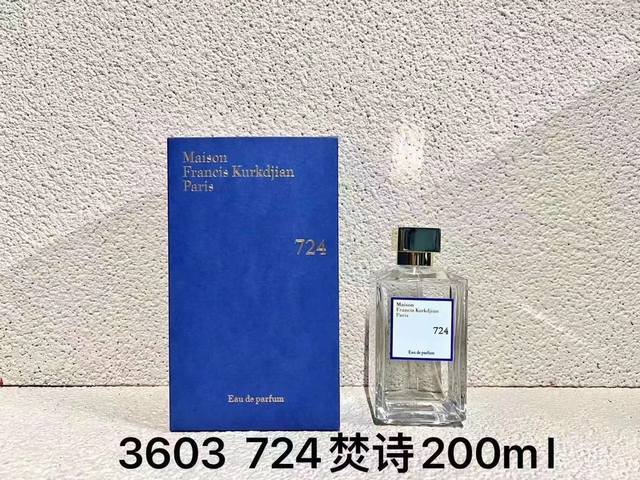 Maison
Francis Kurkdjian
Paris
724
Eau de parfum
Maison
Francis Kurkdjian
Paris
724
Eau de parfum
3603 724焚诗200ml